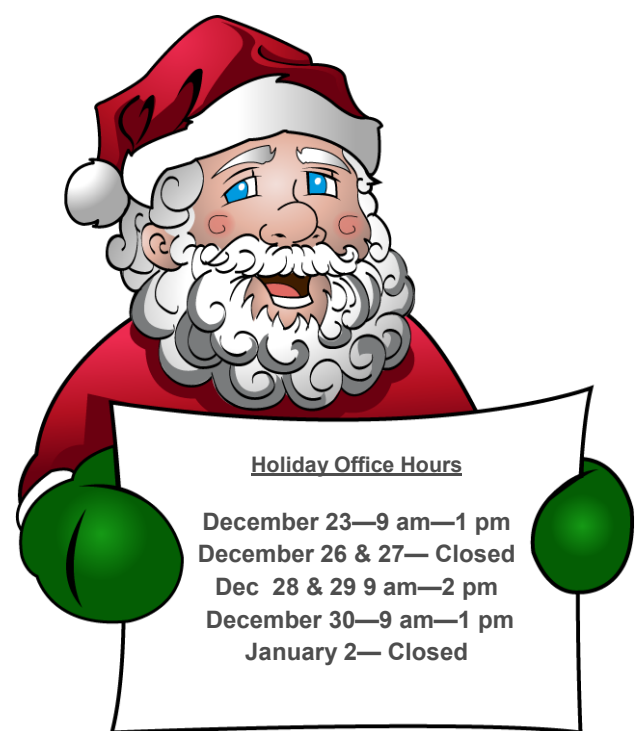 Holiday Office Hours
December 23—9 am—1 pm
December 26 & 27— Closed
Dec  28 & 29 9 am—2 pm
December 30—9 am—1 pm
January 2— Closed